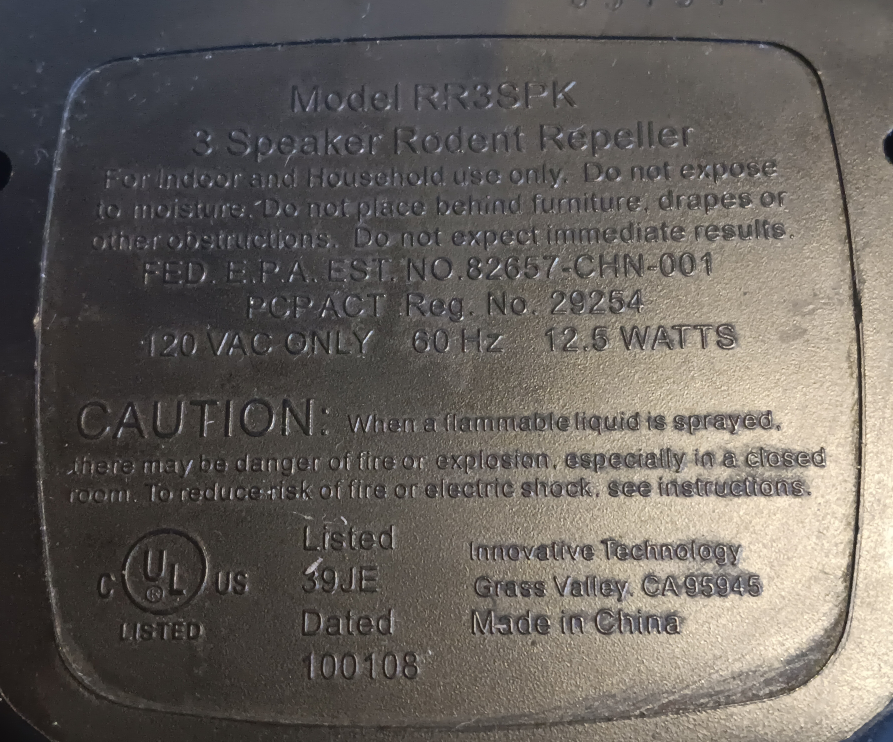 Model RR3SPK
3 Speaker Rodent Repeller
For Indoor and Household use only. Do not expose
to moisture. Do not place behind furniture, drapes or
other obstructions. Do not expect immediate results.
FED. E.P.A. EST. NO. 82657-CHN-001
PCP ACT Reg. No. 29254
120 VAC ONLY 60 Hz 12.5 WATTS
CAUTION: When a flammable liquid is sprayed,
there may be danger of fire or explosion, especially in a closed
room. To reduce risk of fire or electric shock, see instructions.
C UL ® US
LISTED
Listed
39JE
Dated
100108
Innovative Technology
Grass Valley, CA 95945
Made in China